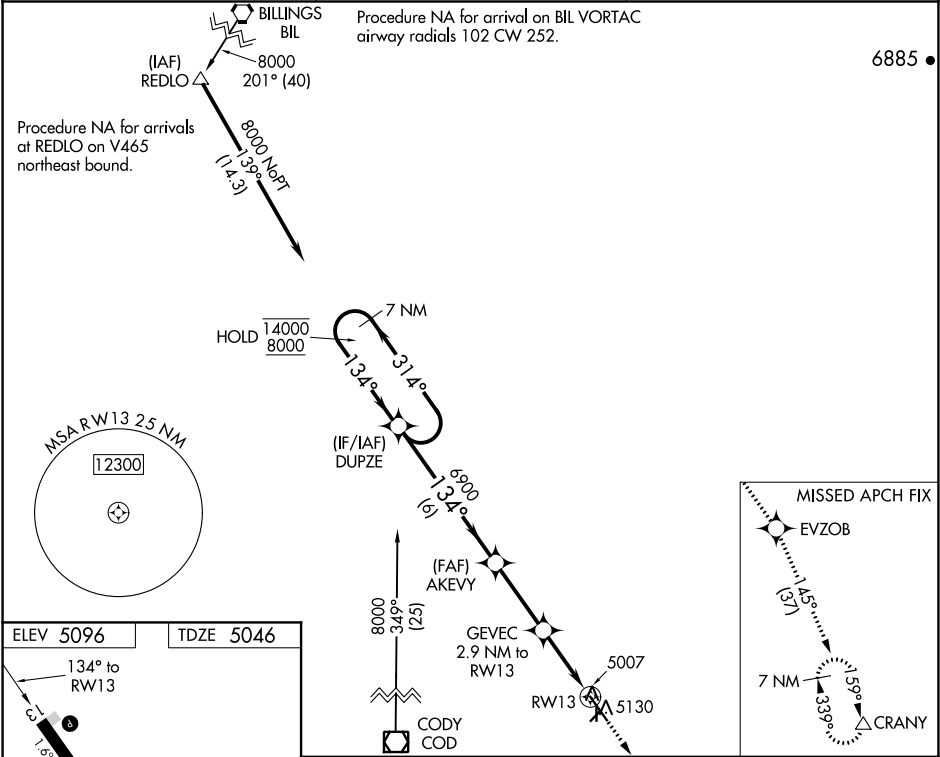 BILLINGS
BIL
Procedure NA for arrival on BIL VORTAC
airway radials 102 CW 252.
6885
(IAF)
REDLO
8000
201° (40)
Procedure NA for arrivals
at REDLO on V465
northeast bound.
8000 NoPT
139°
(14.3)
7 NM
HOLD 14000
8000
134°
314°
(IF/IAF)
DUPZE
MSA RW13 25 NM
12300
6900
134°
(6)
(FAF)
AKEVY
8000
349°
(25)
GEVEC
2.9 NM to
RW13
5007
RW13
5130
CODY
COD
MISSED APCH FIX
EVZOB
145°
(37)
7 NM
159°
339°
CRANY
ELEV 5096
TDZE 5046
134° to
RW13
13
P
1.6°